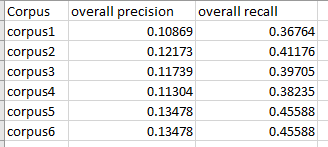 Corpus overall precision overall recall
corpus1 0.10869 0.36764
corpus2 0.12173 0.41176
corpus3 0.11739 0.39705
corpus4 0.11304 0.38235
corpus5 0.13478 0.45588
corpus6 0.13478 0.45588